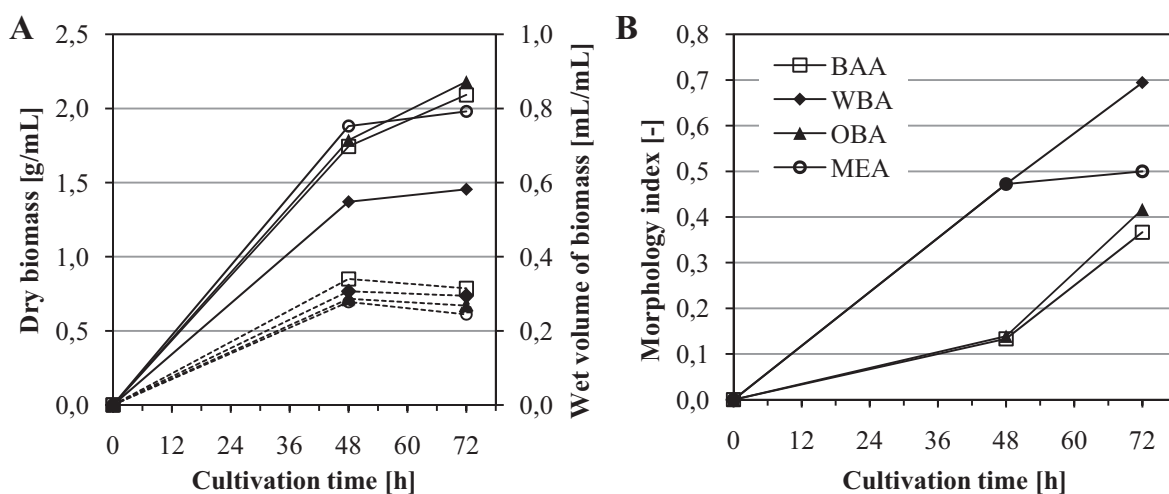 A
Dry biomass [g/mL]
2,5
2,0
1,5
1,0
0,5
0,0
1,0
0,8
0,6
0,4
0,2
0,0
Wet volume of biomass [mL/mL]
0 12 24 36 48 60 72
Cultivation time [h]
B
Morphology index [-]
0,8
0,7
0,6
0,5
0,4
0,3
0,2
0,1
0,0
BAA
WBA
OBA
MEA
0 12 24 36 48 60 72
Cultivation time [h]